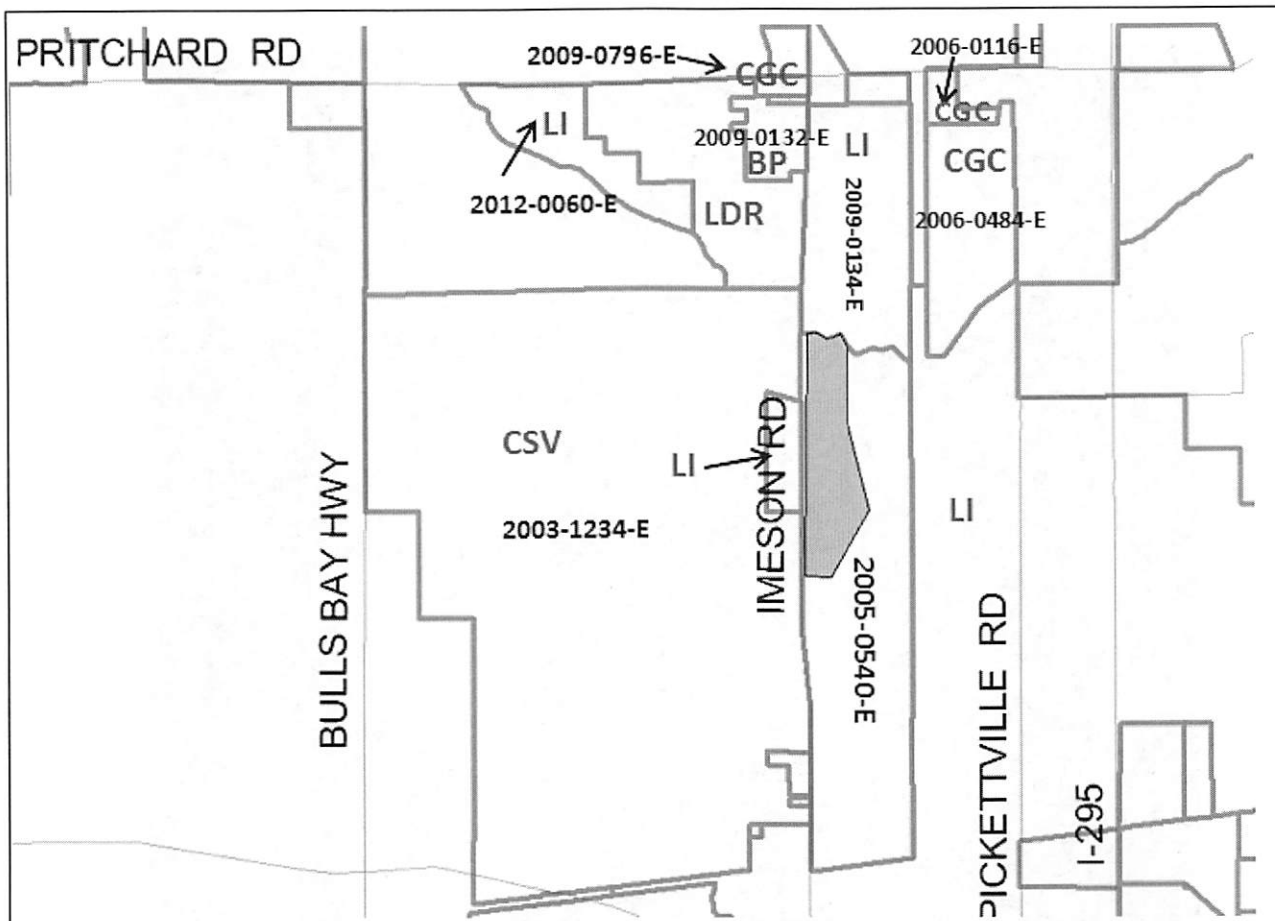 PRITCHARD RD
2009-0796-E
CGC
2006-0116-E
CGC
LI
2012-0060-E
2009-0132-E
BP
LDR
LI
2009-0134-E
CGC
2006-0484-E
CSV
2003-1234-E
LI
IMESON RD
BULLS BAY HWY
2005-0540-E
LI
PICKETTVILLE RD
I-295